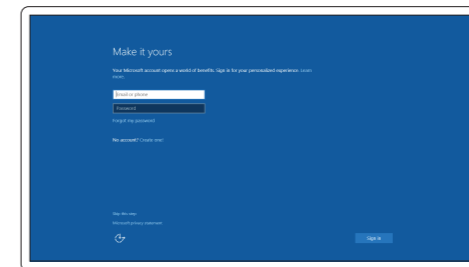 Make it yours
Your Microsoft account opens a world of benefits. Sign in for your personalized experience. Learn
more
Email or phone
Password
Forgot my password
No account? Create one!
Skip this step
Microsoft privacy statement
Sign in